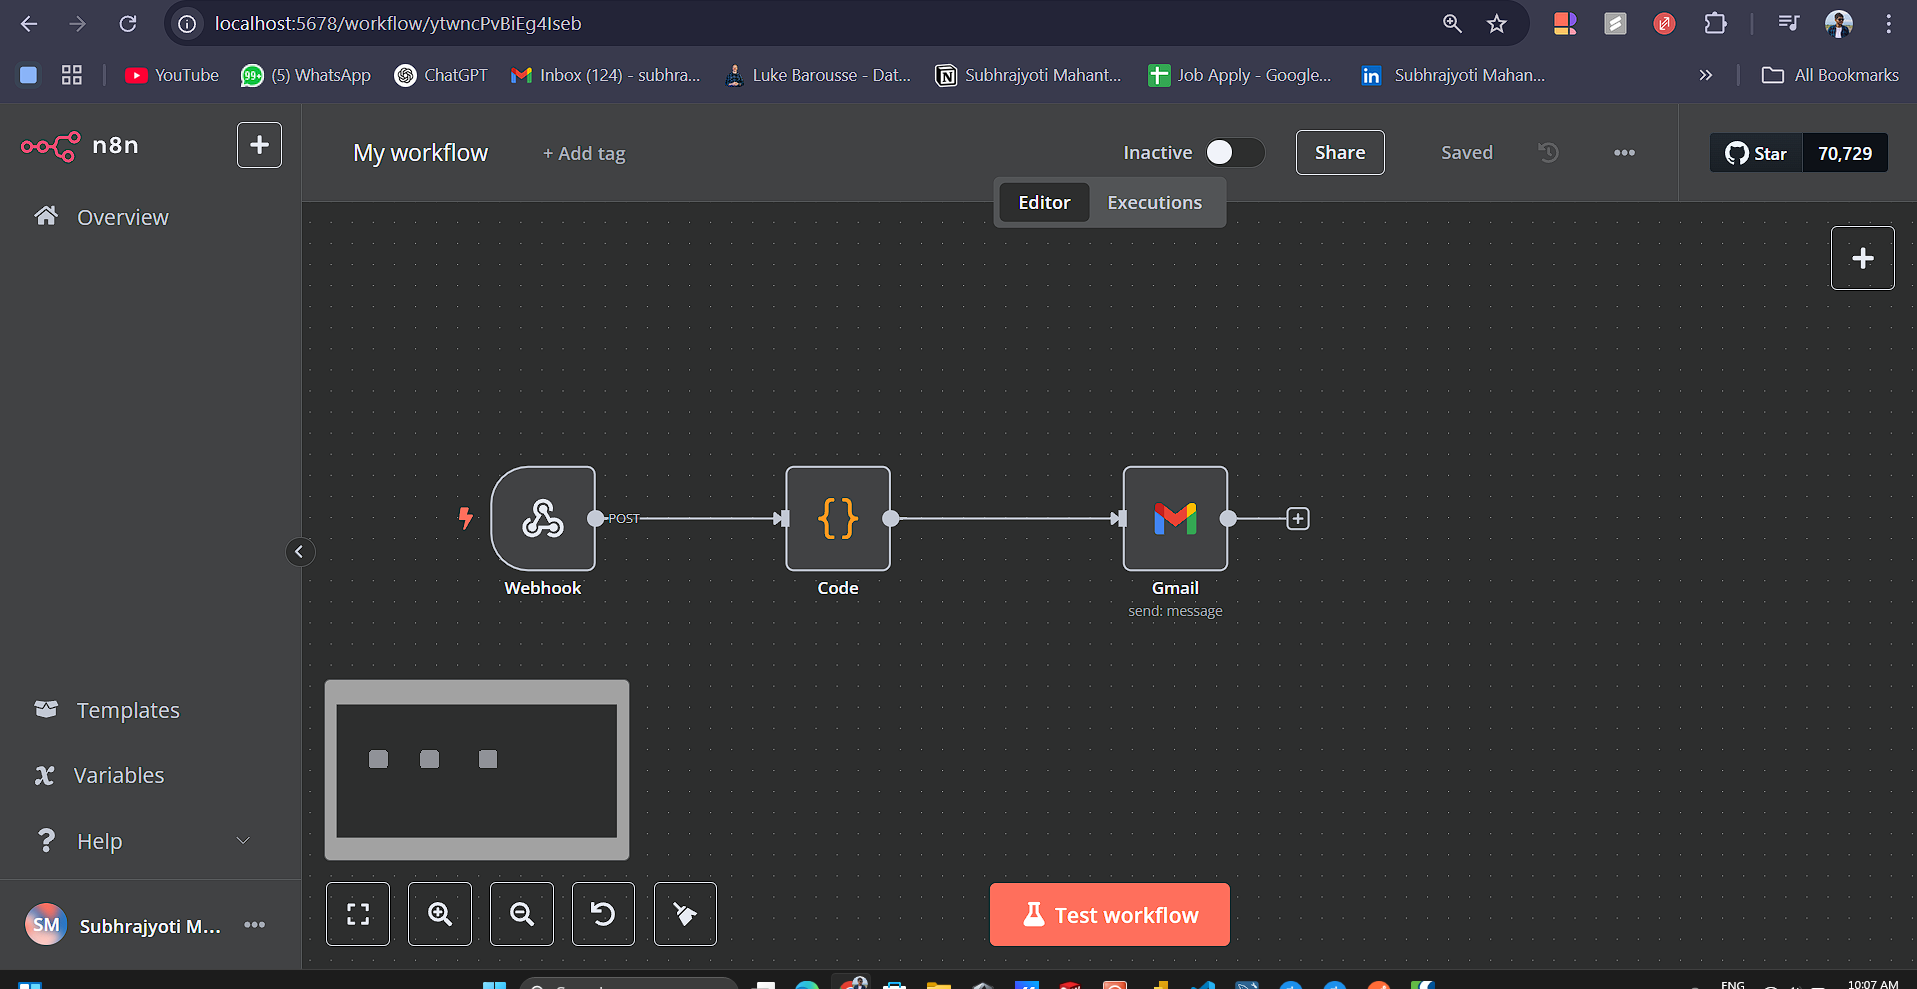 localhost:5678/workflow/ytwncPvBiEg4Iseb
YouTube
99+ (5) WhatsApp
ChatGPT
Inbox (124) - subhra...
Luke Barousse - Dat...
Subhrajyoti Mahant...
Job Apply - Google...
in Subhrajyoti Mahan...
All Bookmarks
n8n
My workflow
+ Add tag
Inactive
Share
Saved
Star
70,729
Editor
Executions
Overview
POST
Webhook
Code
Gmail
send: message
Templates
Variables
Help
SM Subhrajyoti M...
Test workflow
ENG
10:07 AM